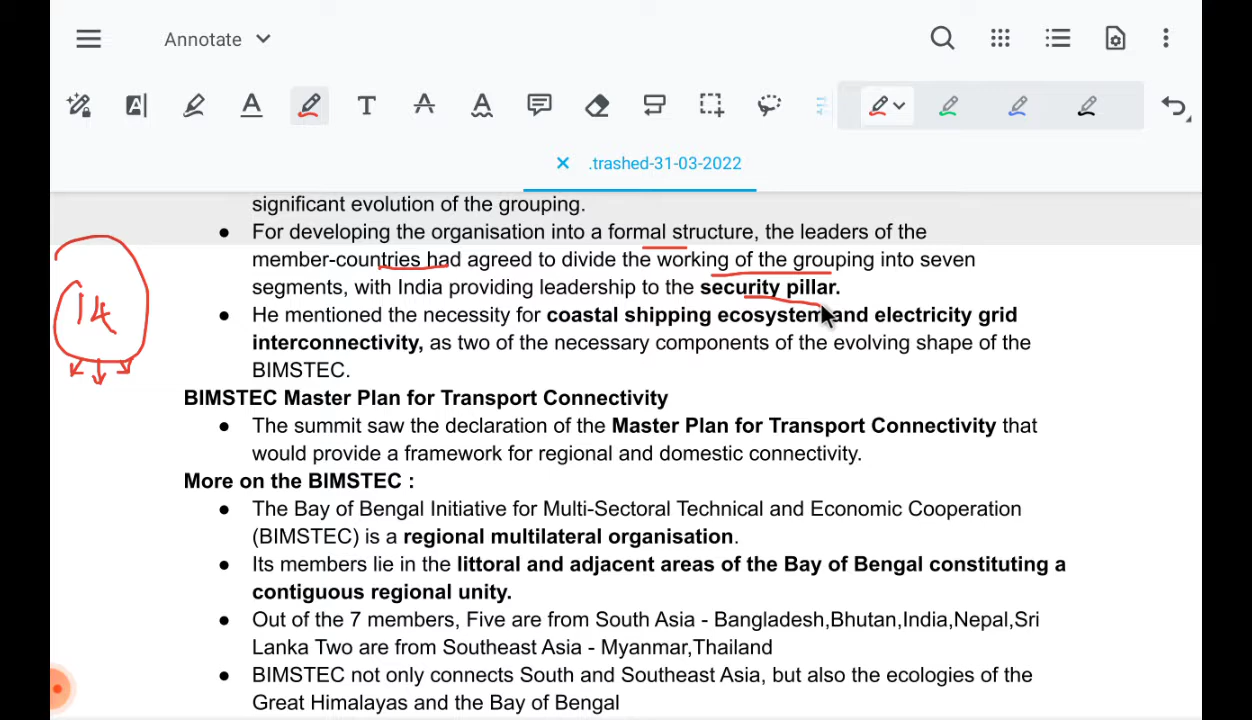 Annotate
.trashed-31-03-2022
significant evolution of the grouping.
● For developing the organisation into a formal structure, the leaders of the
member-countries had agreed to divide the working of the grouping into seven
segments, with India providing leadership to the security pillar.
14
● He mentioned the necessity for coastal shipping ecosystem and electricity grid
interconnectivity, as two of the necessary components of the evolving shape of the
BIMSTEC.
BIMSTEC Master Plan for Transport Connectivity
● The summit saw the declaration of the Master Plan for Transport Connectivity that
would provide a framework for regional and domestic connectivity.
More on the BIMSTEC :
● The Bay of Bengal Initiative for Multi-Sectoral Technical and Economic Cooperation
(BIMSTEC) is a regional multilateral organisation.
● Its members lie in the littoral and adjacent areas of the Bay of Bengal constituting a
contiguous regional unity.
● Out of the 7 members, Five are from South Asia - Bangladesh,Bhutan,India,Nepal,Sri
Lanka Two are from Southeast Asia - Myanmar,Thailand
● BIMSTEC not only connects South and Southeast Asia, but also the ecologies of the
Great Himalayas and the Bay of Bengal